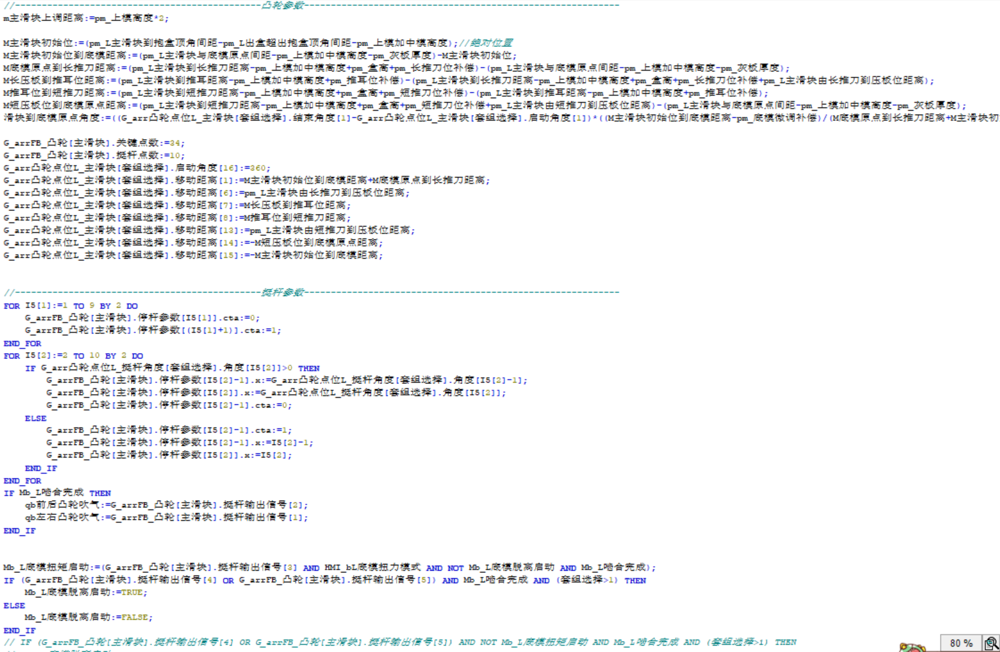 //----------------------------------------------凸轮参数-----------------------------------------------------------
m主滑块上调距离:=pm_上模高度*2;
M主滑块初始位:=(pm_L主滑块到抱盒顶角间距-pm_L出盒超出抱盒顶角间距-pm_上模加中模高度);//绝对位置
M主滑块初始位到底模距离:=(pm_L主滑块与底模原点间距-pm_上模加中模高度-pm_灰板厚度)-M主滑块初始位;
M底模原点到长推刀距离:=(pm_L主滑块到长推刀距离-pm_上模加中模高度+pm_盒高+pm_长推刀位补偿)-(pm_L主滑块与底模原点间距-pm_上模加中模高度-pm_灰板厚度);
M长压板到推耳位距离:=(pm_L主滑块到推耳距离-pm_上模加中模高度+pm_推耳位补偿)-(pm_L主滑块到长推刀距离-pm_上模加中模高度+pm_盒高+pm_长推刀位补偿+pm_L主滑块由长推刀到压板位距离);
M推耳位到短推刀距离:=(pm_L主滑块到短推刀距离-pm_上模加中模高度+pm_盒高+pm_短推刀位补偿)-(pm_L主滑块到推耳距离-pm_上模加中模高度+pm_推耳位补偿);
M短压板位到底模原点距离:=(pm_L主滑块到短推刀距离-pm_上模加中模高度+pm_盒高+pm_短推刀位补偿+pm_L主滑块由短推刀到压板位距离)-(pm_L主滑块与底模原点间距-pm_上模加中模高度-pm_灰板厚度);
滑块到底模原点角度:=((G_arr凸轮点位L_主滑块[套组选择].结束角度[1]-G_arr凸轮点位L_主滑块[套组选择].启动角度[1])*((M主滑块初始位到底模距离-pm_底模微调补偿)/(M底模原点到长推刀距离+M主滑块初
G_arrFB_凸轮[主滑块].关键点数:=34;
G_arrFB_凸轮[主滑块].挺杆点数:=10;
G_arr凸轮点位L_主滑块[套组选择].启动角度[16]:=360;
G_arr凸轮点位L_主滑块[套组选择].移动距离[1]:=M主滑块初始位到底模距离+M底模原点到长推刀距离;
G_arr凸轮点位L_主滑块[套组选择].移动距离[6]:=pm_L主滑块由长推刀到压板位距离;
G_arr凸轮点位L_主滑块[套组选择].移动距离[7]:=M长压板到推耳位距离;
G_arr凸轮点位L_主滑块[套组选择].移动距离[8]:=M推耳位到短推刀距离;
G_arr凸轮点位L_主滑块[套组选择].移动距离[13]:=pm_L主滑块由短推刀到压板位距离;
G_arr凸轮点位L_主滑块[套组选择].移动距离[14]:=-M短压板位到底模原点距离;
G_arr凸轮点位L_主滑块[套组选择].移动距离[15]:=-M主滑块初始位到底模距离;
//----------------------------------------------挺杆参数-----------------------------------------------------------
FOR I5[1]:=1 TO 9 BY 2 DO
G_arrFB_凸轮[主滑块].停杆参数[I5[1]].cta:=0;
G_arrFB_凸轮[主滑块].停杆参数[(I5[1]+1)].cta:=1;
END_FOR
FOR I5[2]:=2 TO 10 BY 2 DO
IF G_arr凸轮点位L_挺杆角度[套组选择].角度[I5[2]]>0 THEN
G_arrFB_凸轮[主滑块].停杆参数[I5[2]-1].x:=G_arr凸轮点位L_挺杆角度[套组选择].角度[I5[2]-1];
G_arrFB_凸轮[主滑块].停杆参数[I5[2]].x:=G_arr凸轮点位L_挺杆角度[套组选择].角度[I5[2]];
G_arrFB_凸轮[主滑块].停杆参数[I5[2]-1].cta:=0;
ELSE
G_arrFB_凸轮[主滑块].停杆参数[I5[2]-1].cta:=1;
G_arrFB_凸轮[主滑块].停杆参数[I5[2]-1].x:=I5[2]-1;
G_arrFB_凸轮[主滑块].停杆参数[I5[2]].x:=I5[2];
END_IF
END_FOR
IF Mb_L啮合完成 THEN
qb前后凸轮吹气:=G_arrFB_凸轮[主滑块].挺杆输出信号[2];
qb左右凸轮吹气:=G_arrFB_凸轮[主滑块].挺杆输出信号[1];
END_IF
Mb_L底模扭矩启动:=(G_arrFB_凸轮[主滑块].挺杆输出信号[3] AND HMI_bL底模扭力模式 AND NOT Mb_L底模脱离启动 AND Mb_L啮合完成);
IF (G_arrFB_凸轮[主滑块].挺杆输出信号[4] OR G_arrFB_凸轮[主滑块].挺杆输出信号[5]) AND Mb_L啮合完成 AND (套组选择>1) THEN
Mb_L底模脱离启动:=TRUE;
ELSE
Mb_L底模脱离启动:=FALSE;
END_IF
// IF (G_arrFB_凸轮[主滑块].挺杆输出信号[4] OR G_arrFB_凸轮[主滑块].挺杆输出信号[5]) AND NOT Mb_L底模扭矩启动 AND Mb_L啮合完成 AND (套组选择>1) THEN
80 %